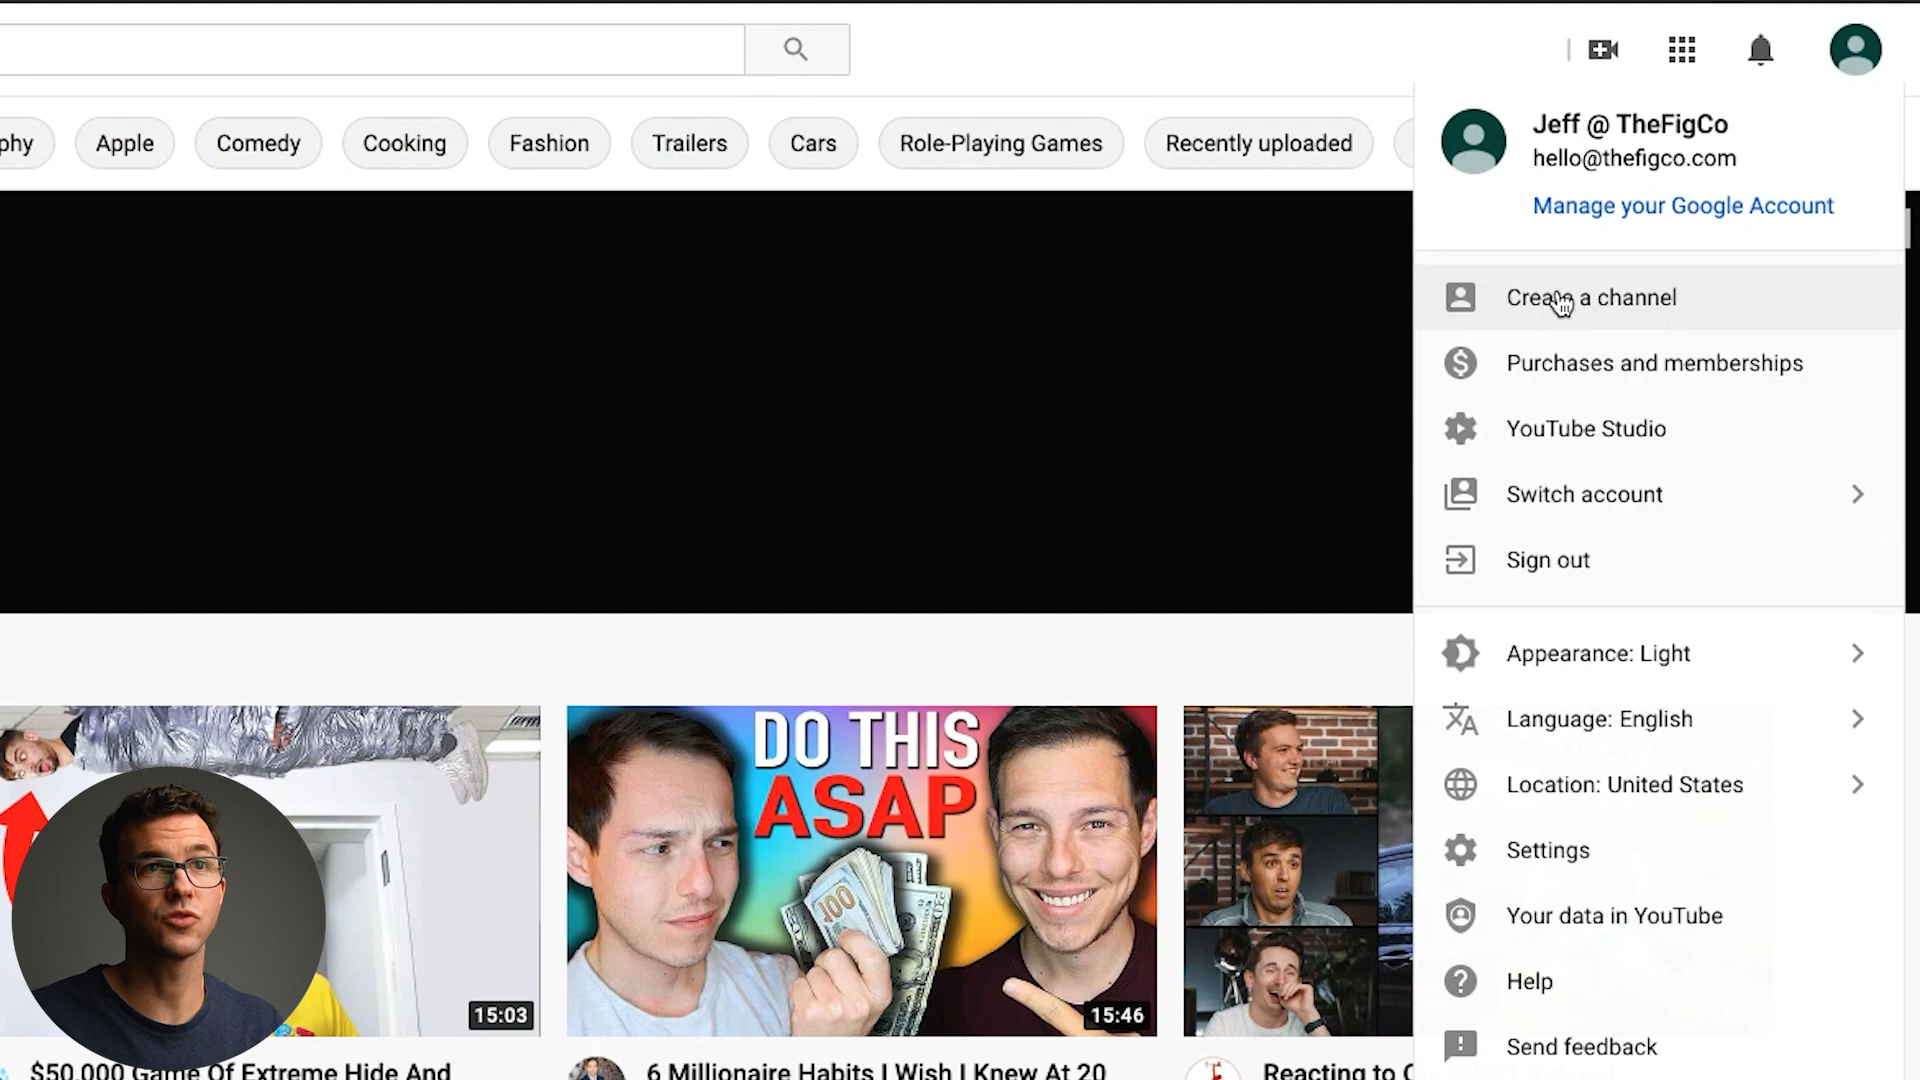 phy
Apple
Comedy
Cooking
Fashion
Trailers
Cars
Role-Playing Games
Recently uploaded
Jeff @ TheFigCo
hello@thefigco.com
Manage your Google Account
Create a channel
Purchases and memberships
YouTube Studio
Switch account
Sign out
Appearance: Light
Language: English
Location: United States
Settings
Your data in YouTube
Help
Send feedback
DO THIS
ASAP
100
15:03
15:46
$50,000 Game Of Extreme Hide And
6 Millionaire Habits I Wish I Knew At 20
Reacting to